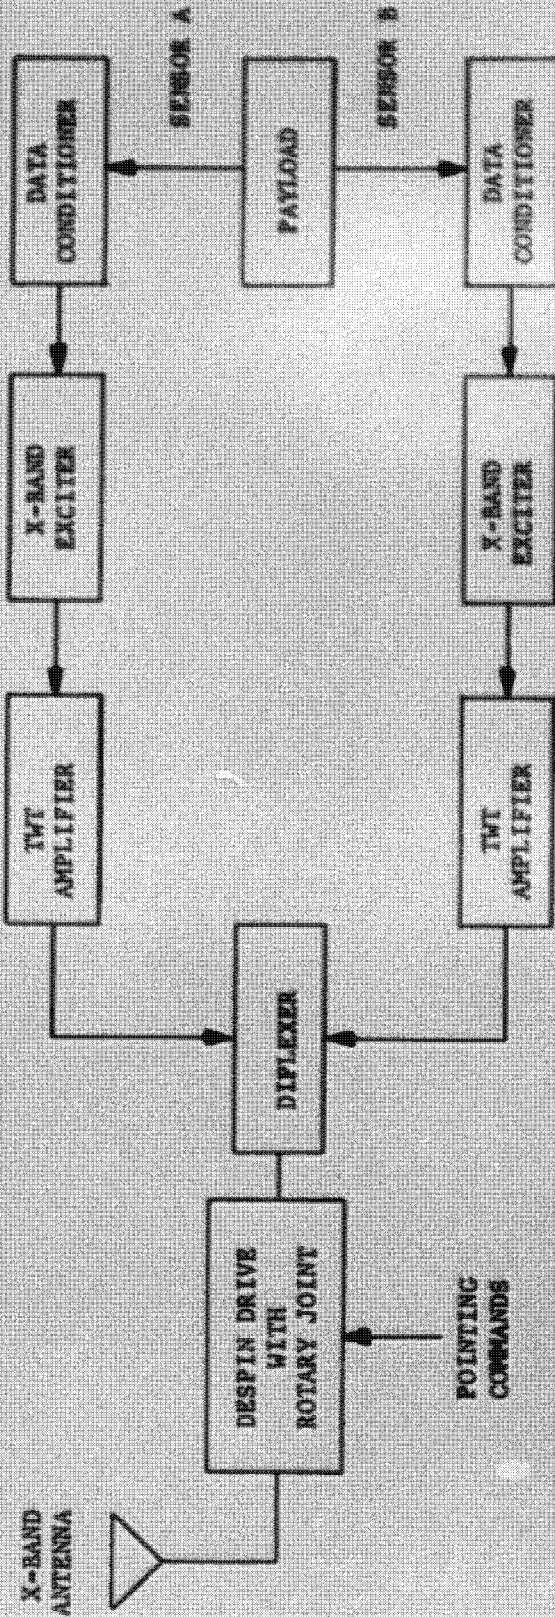 X-BAND
ANTENNA
DESPIN DRIVE
WITH
ROTARY JOINT
POINTING
COMMANDS
DIPLEXER
TWT
AMPLIFIER
TWT
AMPLIFIER
X-BAND
EXCITER
X-BAND
EXCITER
DATA
CONDITIONER
DATA
CONDITIONER
SENSOR A
PAYLOAD
SENSOR B